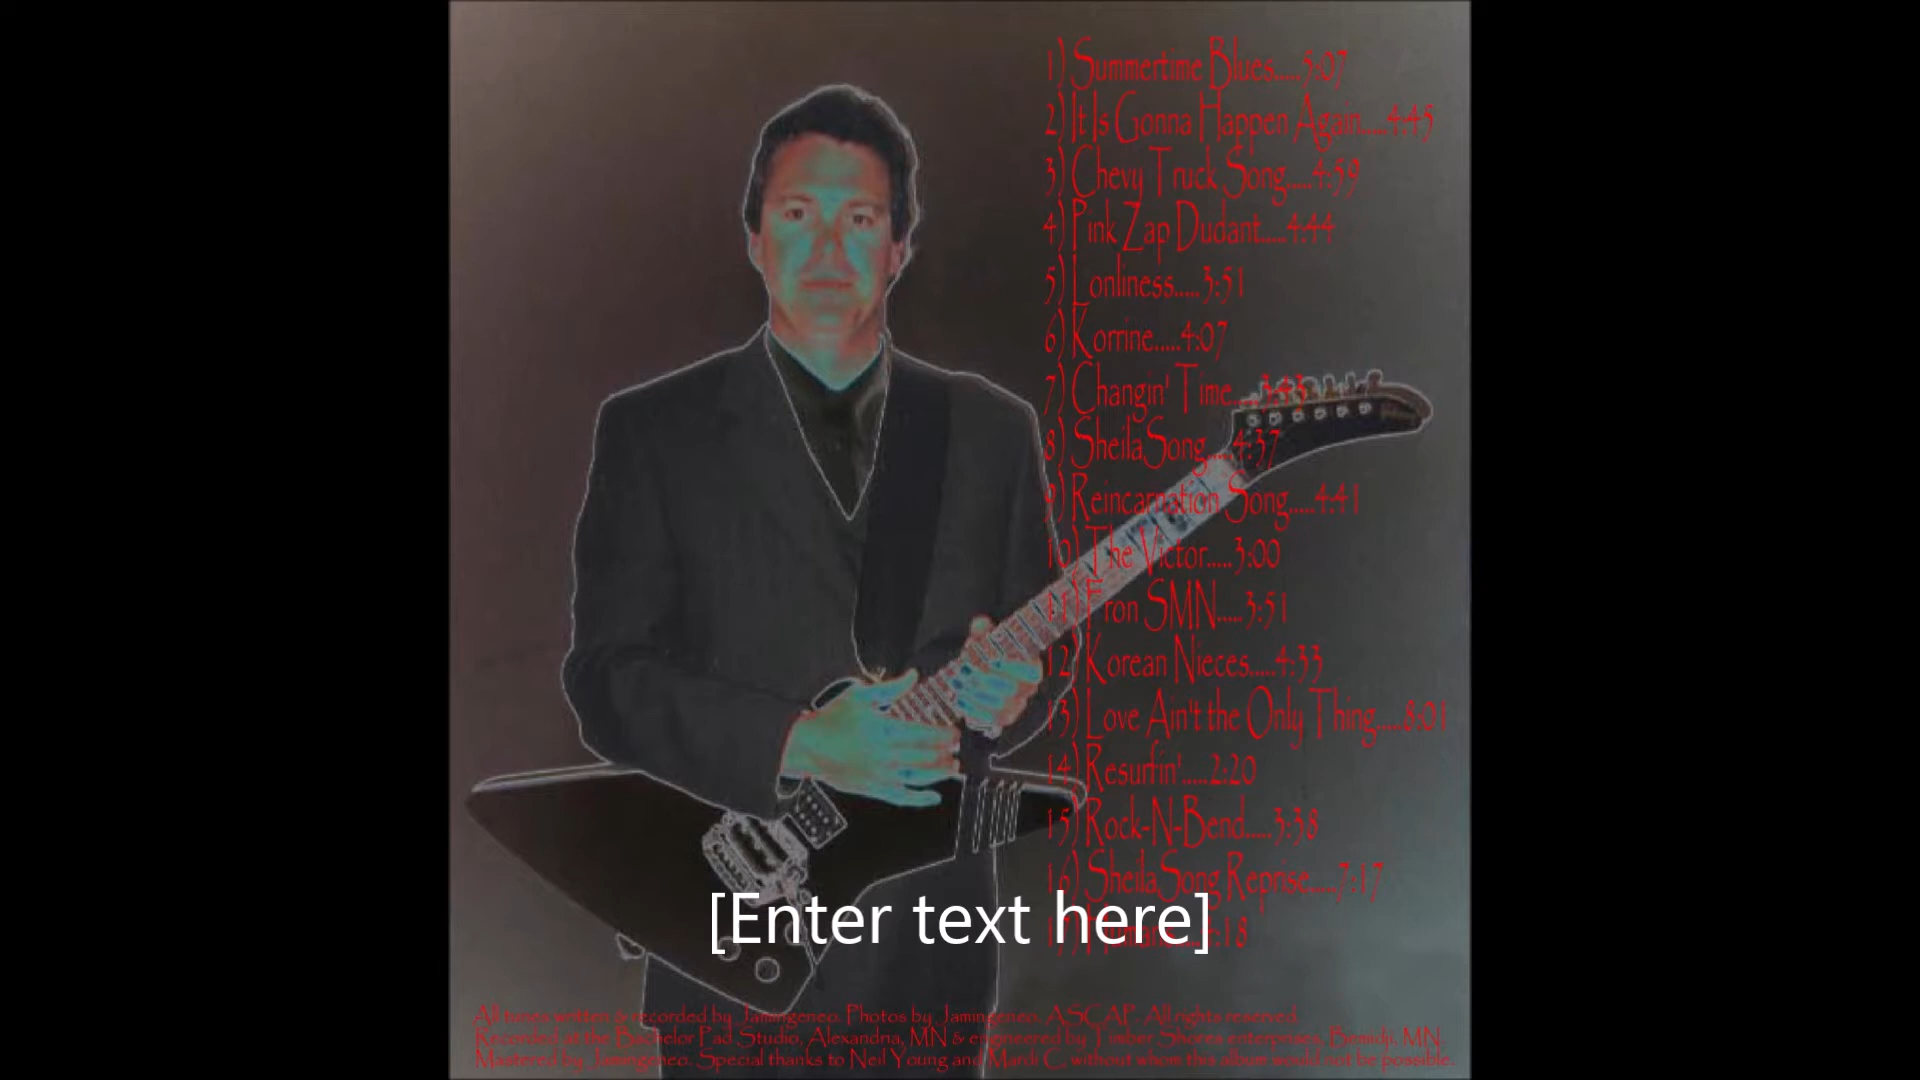 1) Summertime Blues.....5:07
2) It Is Gonna Happen Again.....4:45
3) Chevy Truck Song.....4:59
4) Pink Zap Dudant.....4:44
5) Lonliness.....3:51
6) Korrine.....4:07
7) Changin' Time.....3:43
8) SheilaSong.....4:37
9) Reincarnation Song.....4:41
10) The Victor.....3:00
11) Fron SMN.....3:51
12) Korean Nieces.....4:33
13) Love Ain't the Only Thing.....8:01
14) Resurfin'.....2:20
15) Rock-N-Bend.....3:38
16) SheilaSong Reprise.....7:17
[Enter text here]
17)
All tunes written & recorded by Jamingeneo. Photos by Jamingeneo. ASCAP. All rights reserved.
Recorded at the Bachelor Pad Studio, Alexandria, MN & engineered by Timber Shores enterprises, Bemidji, MN.
Mastered by Jamingeneo. Special thanks to Neil Young and Mardi C. without whom this album would not be possible.